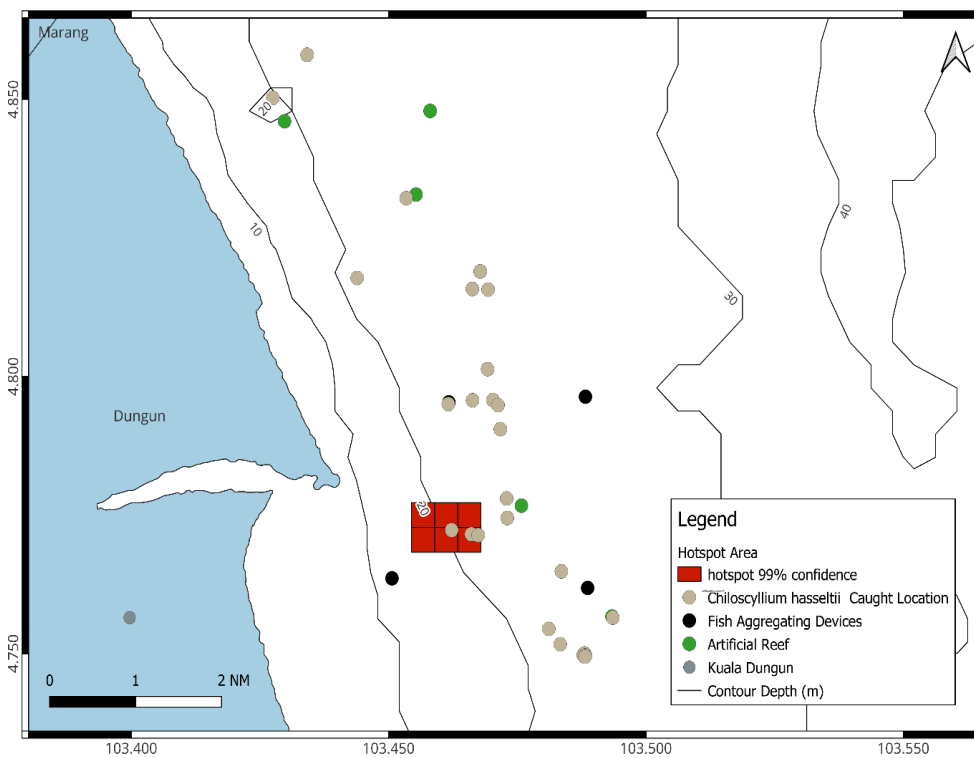 Marang
4.850
20
10
40
30
4.800
Dungun
20
Legend
Hotspot Area
hotspot 99% confidence
Chiloscyllium hasseltii Caught Location
Fish Aggregating Devices
Artificial Reef
Kuala Dungun
Contour Depth (m)
4.750
0 1 2 NM
103.400 103.450 103.500 103.550